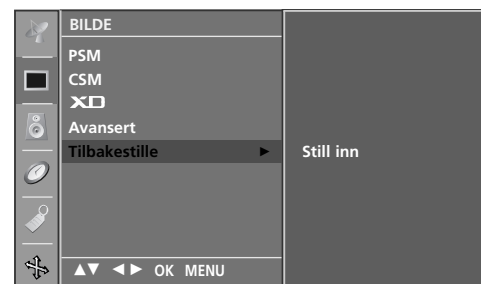 BILDE
PSM
CSM
XD
Avansert
Tilbakestille ► Still inn
▲▼ ◄► OK MENU